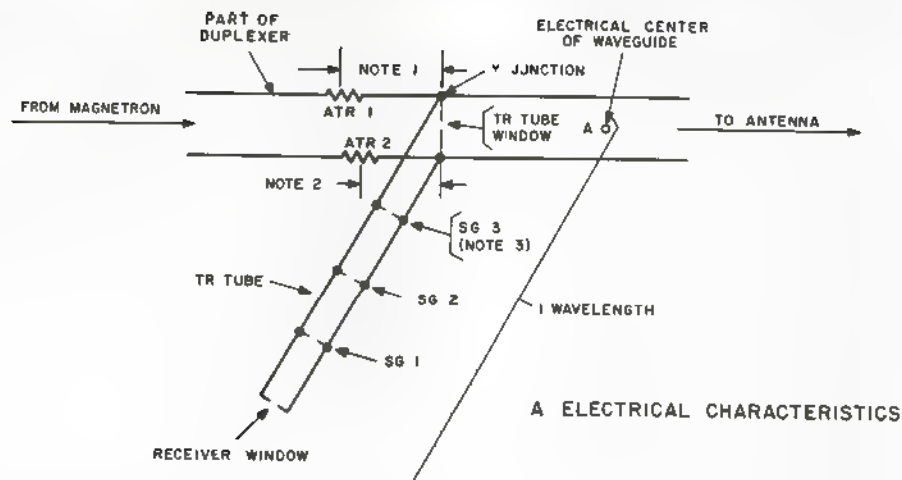 PART OF
DUPLEXER
ELECTRICAL CENTER
OF WAVEGUIDE
NOTE 1
Y JUNCTION
FROM MAGNETRON
ATR 1
TR TUBE
WINDOW
A
TO ANTENNA
ATR 2
NOTE 2
SG 3
(NOTE 3)
TR TUBE
SG 2
1 WAVELENGTH
SG 1
A ELECTRICAL CHARACTERISTICS
RECEIVER WINDOW